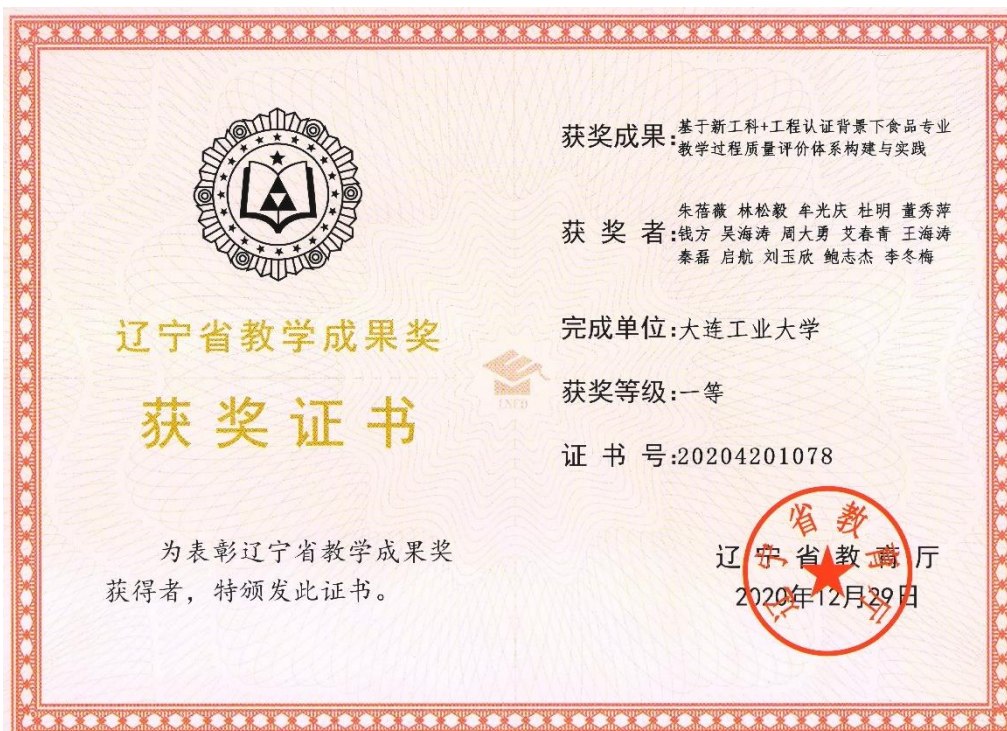 辽宁省教学成果奖
获奖证书
为表彰辽宁省教学成果奖
获得者，特颁发此证书。
获奖成果:基于新工科+工程认证背景下食品专业
教学过程质量评价体系构建与实践
获 奖 者:朱蓓薇 林松毅 牟光庆 杜明 董秀萍
钱方 吴海涛 周大勇 艾春青 王海涛
秦磊 启航 刘玉欣 鲍志杰 李冬梅
完成单位:大连工业大学
获奖等级:一等
证 书 号:20204201078
辽宁省教育厅
2020年12月29日
辽宁省教育厅
LNED